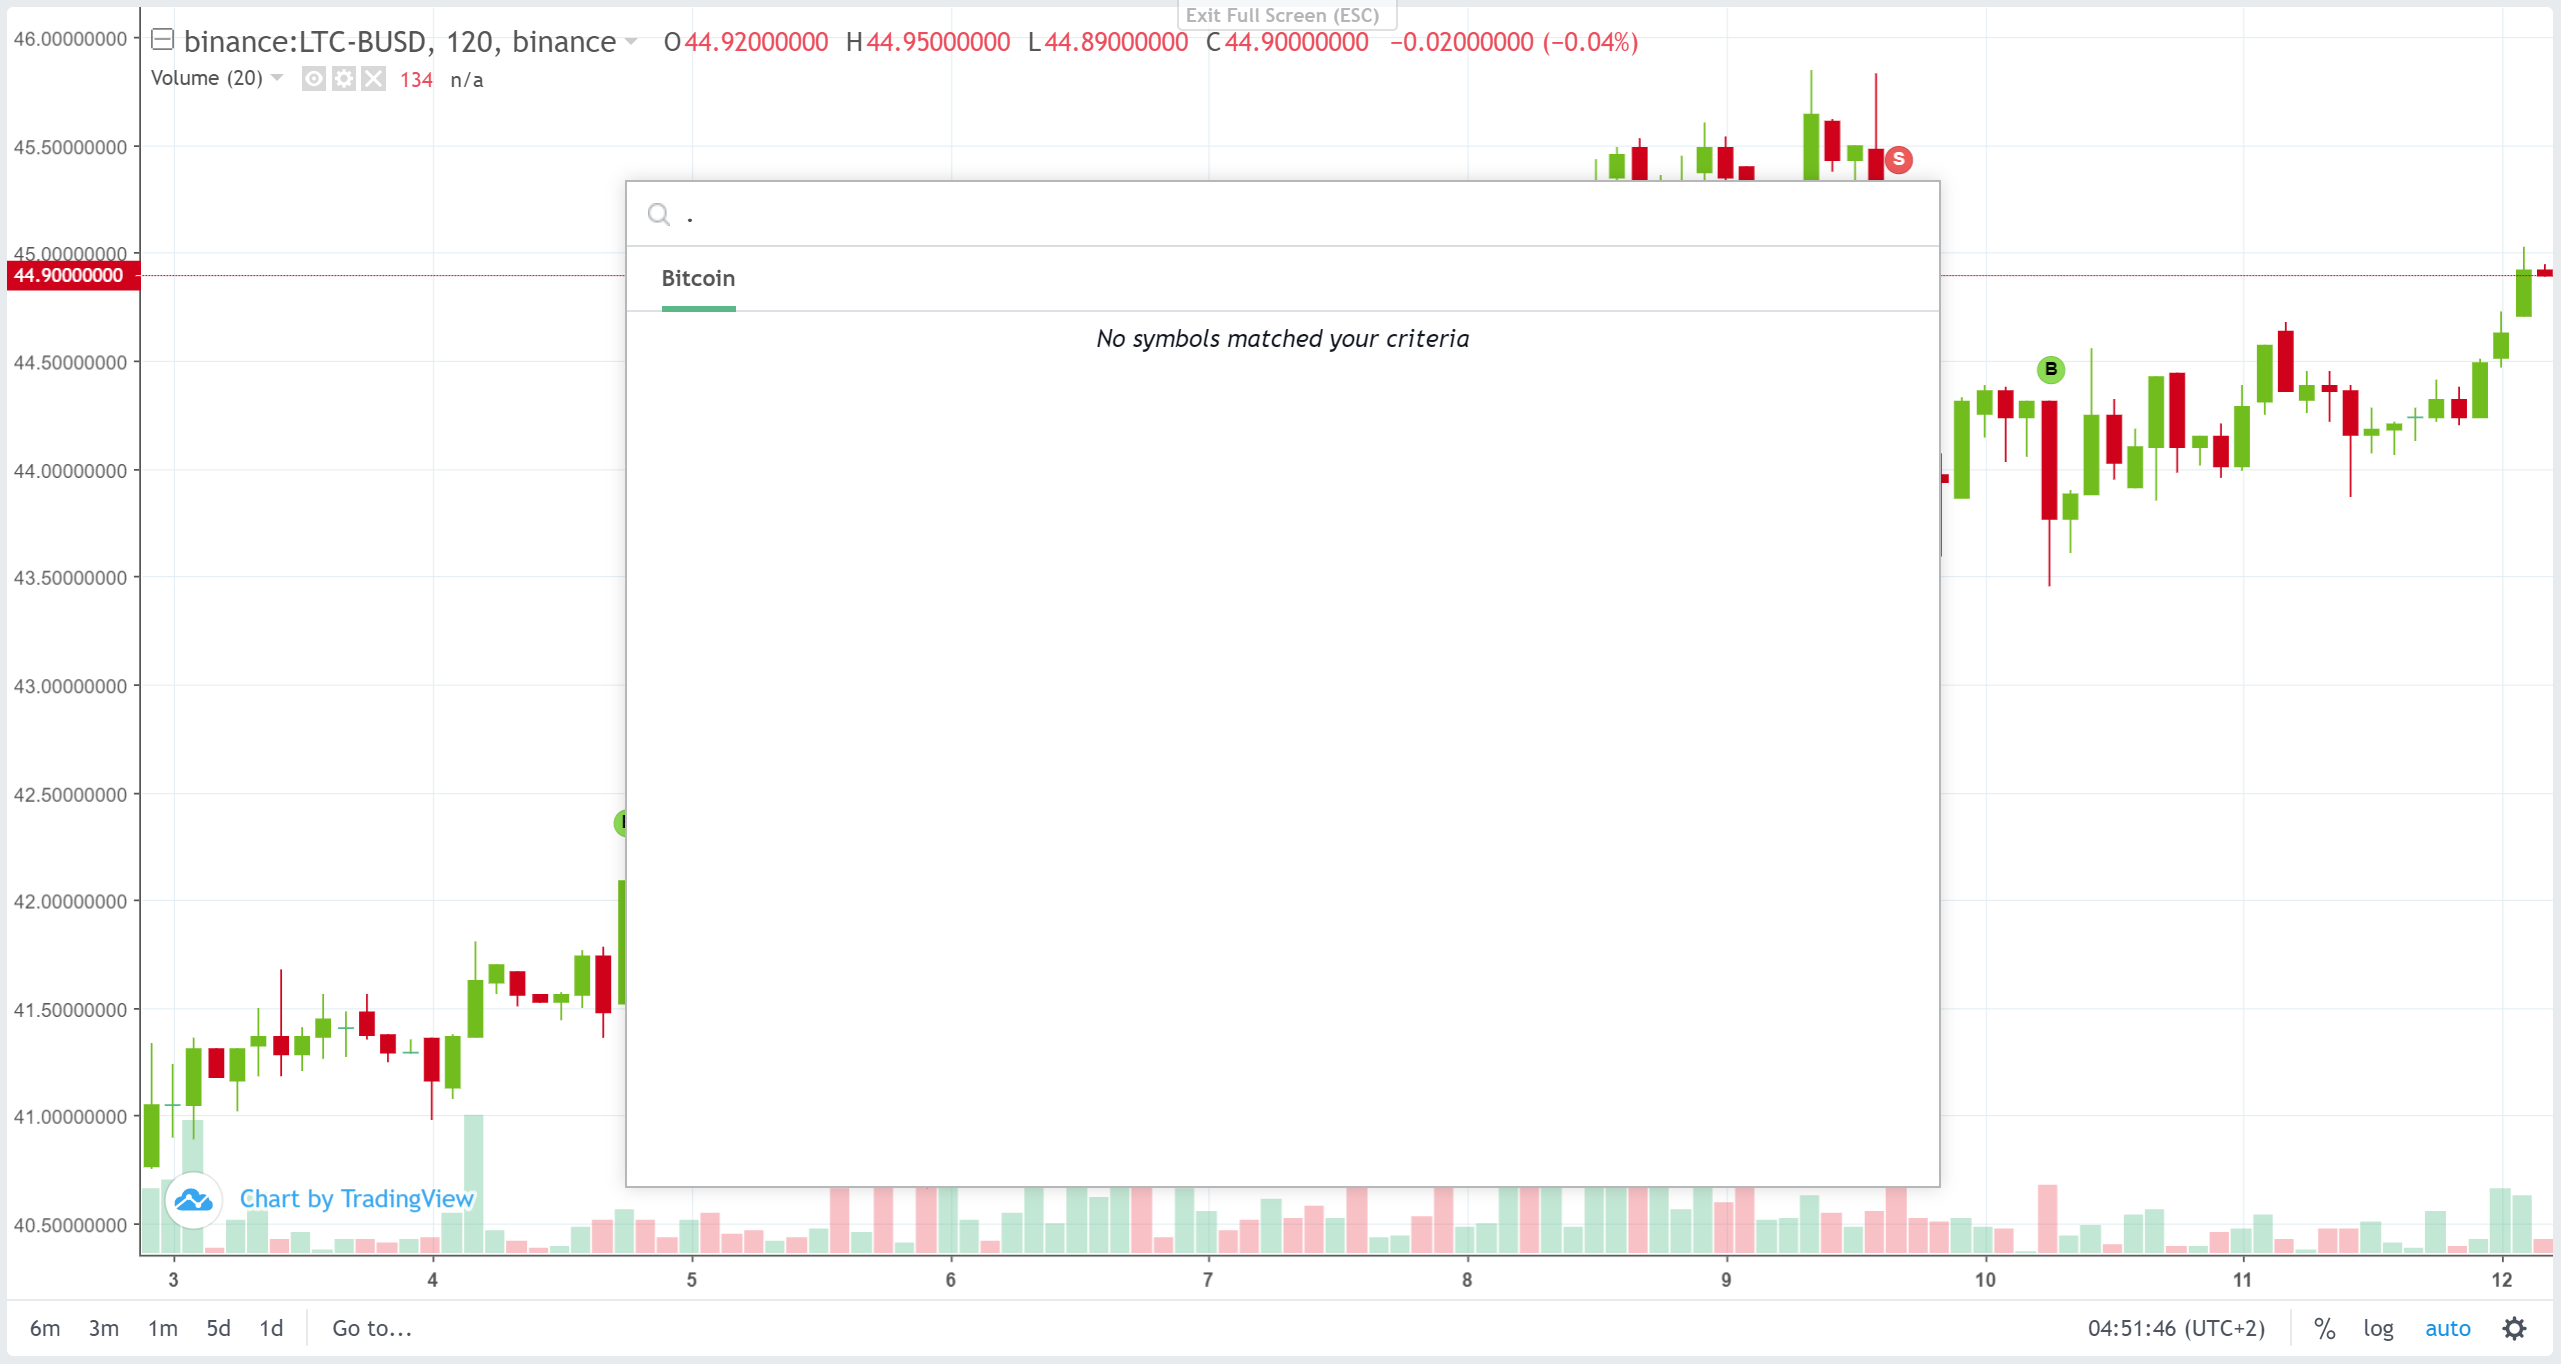 Exit Full Screen (ESC)
binance:LTC-BUSD, 120, binance O44.92000000 H44.95000000 L44.89000000 C44.90000000 −0.02000000 (−0.04%)
Volume (20) 134 n/a
46.00000000
45.50000000
45.00000000
44.90000000
44.50000000
44.00000000
43.50000000
43.00000000
42.50000000
42.00000000
41.50000000
41.00000000
40.50000000
S
.
Bitcoin
No symbols matched your criteria
B
Chart by TradingView
3 4 5 6 7 8 9 10 11 12
6m 3m 1m 5d 1d Go to... 04:51:46 (UTC+2) % log auto